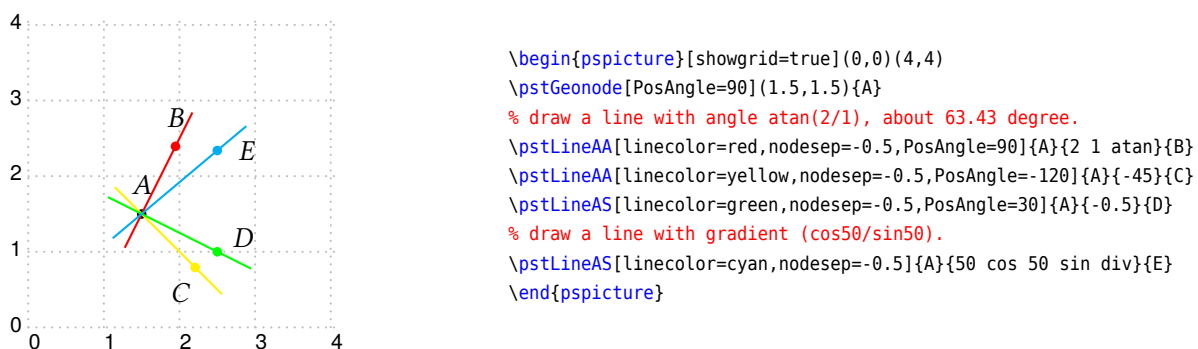 4
3
B
E
2
A
D
1
C
0
0 1 2 3 4
\begin{pspicture}[showgrid=true](0,0)(4,4)
\pstGeonode[PosAngle=90](1.5,1.5){A}
% draw a line with angle atan(2/1), about 63.43 degree.
\pstLineAA[linecolor=red,nodesep=-0.5,PosAngle=90]{A}{2 1 atan}{B}
\pstLineAA[linecolor=yellow,nodesep=-0.5,PosAngle=-120]{A}{-45}{C}
\pstLineAS[linecolor=green,nodesep=-0.5,PosAngle=30]{A}{-0.5}{D}
% draw a line with gradient (cos50/sin50).
\pstLineAS[linecolor=cyan,nodesep=-0.5]{A}{50 cos 50 sin div}{E}
\end{pspicture}